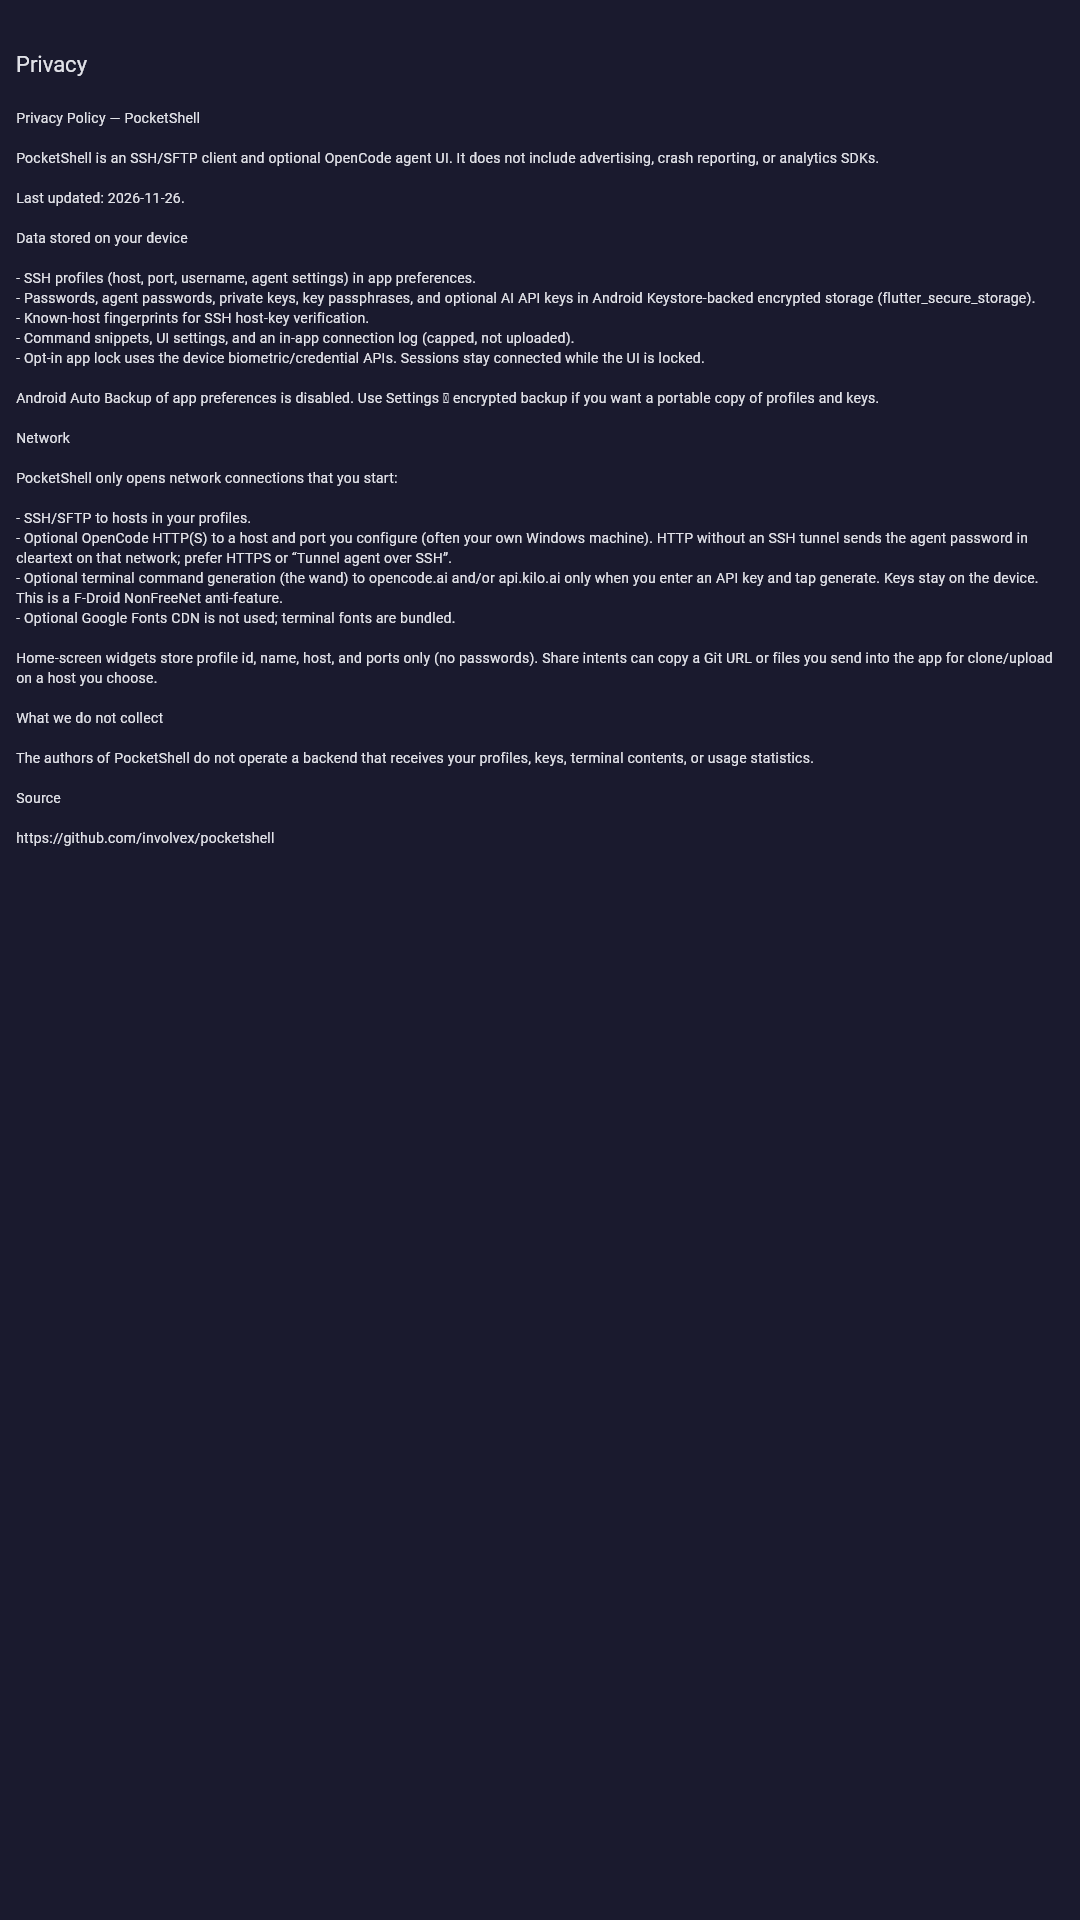 Privacy
Privacy Policy — PocketShell
PocketShell is an SSH/SFTP client and optional OpenCode agent UI. It does not include advertising, crash reporting, or analytics SDKs.
Last updated: 2026-11-26.
Data stored on your device
- SSH profiles (host, port, username, agent settings) in app preferences.
- Passwords, agent passwords, private keys, key passphrases, and optional AI API keys in Android Keystore-backed encrypted storage (flutter_secure_storage).
- Known-host fingerprints for SSH host-key verification.
- Command snippets, UI settings, and an in-app connection log (capped, not uploaded).
- Opt-in app lock uses the device biometric/credential APIs. Sessions stay connected while the UI is locked.
Android Auto Backup of app preferences is disabled. Use Settings encrypted backup if you want a portable copy of profiles and keys.
Network
PocketShell only opens network connections that you start:
- SSH/SFTP to hosts in your profiles.
- Optional OpenCode HTTP(S) to a host and port you configure (often your own Windows machine). HTTP without an SSH tunnel sends the agent password in
cleartext on that network; prefer HTTPS or “Tunnel agent over SSH”.
- Optional terminal command generation (the wand) to opencode.ai and/or api.kilo.ai only when you enter an API key and tap generate. Keys stay on the device.
This is a F-Droid NonFreeNet anti-feature.
- Optional Google Fonts CDN is not used; terminal fonts are bundled.
Home-screen widgets store profile id, name, host, and ports only (no passwords). Share intents can copy a Git URL or files you send into the app for clone/upload
on a host you choose.
What we do not collect
The authors of PocketShell do not operate a backend that receives your profiles, keys, terminal contents, or usage statistics.
Source
https://github.com/involvex/pocketshell